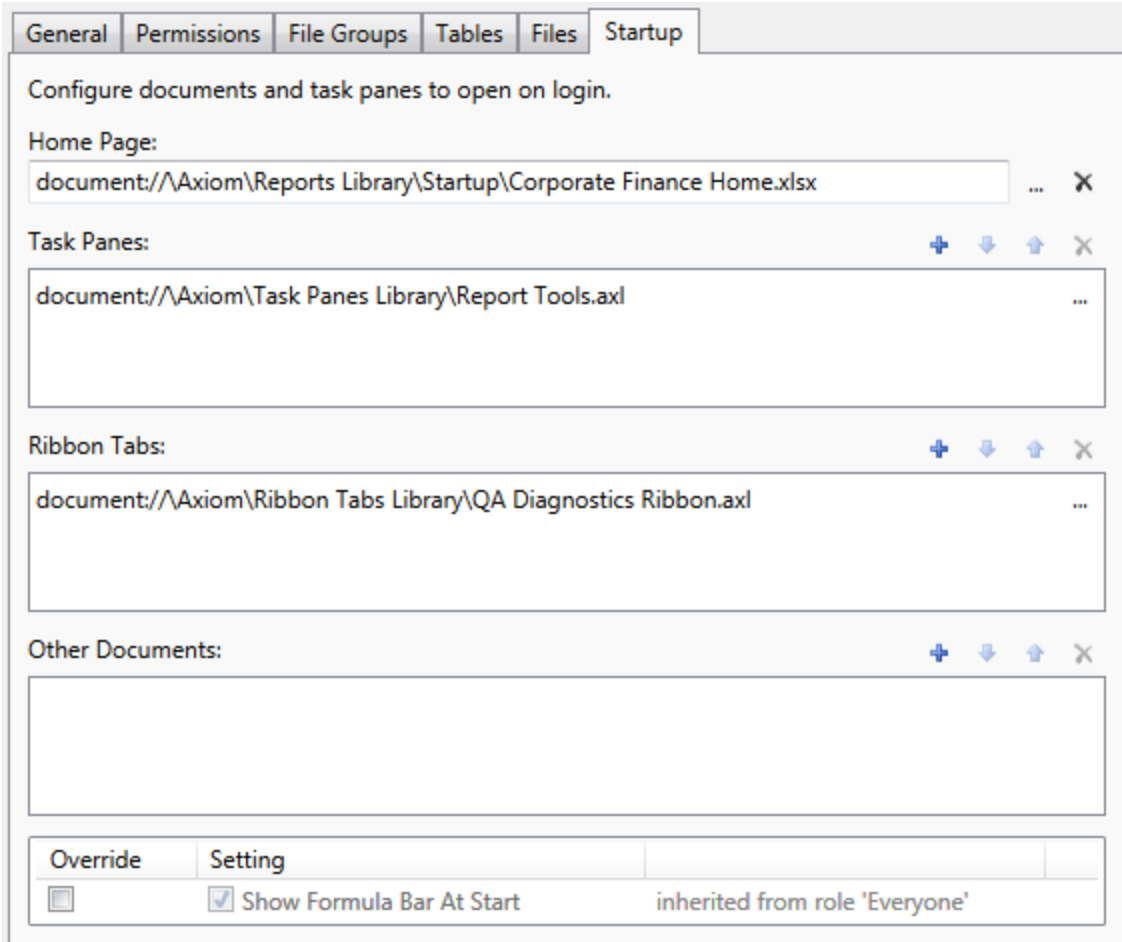 General Permissions File Groups Tables Files Startup
Configure documents and task panes to open on login.
Home Page:
document://\Axiom\Reports Library\Startup\Corporate Finance Home.xlsx ...
Task Panes:
document://\Axiom\Task Panes Library\Report Tools.axl ...
Ribbon Tabs:
document://\Axiom\Ribbon Tabs Library\QA Diagnostics Ribbon.axl ...
Other Documents:
Override Setting
Show Formula Bar At Start inherited from role 'Everyone'